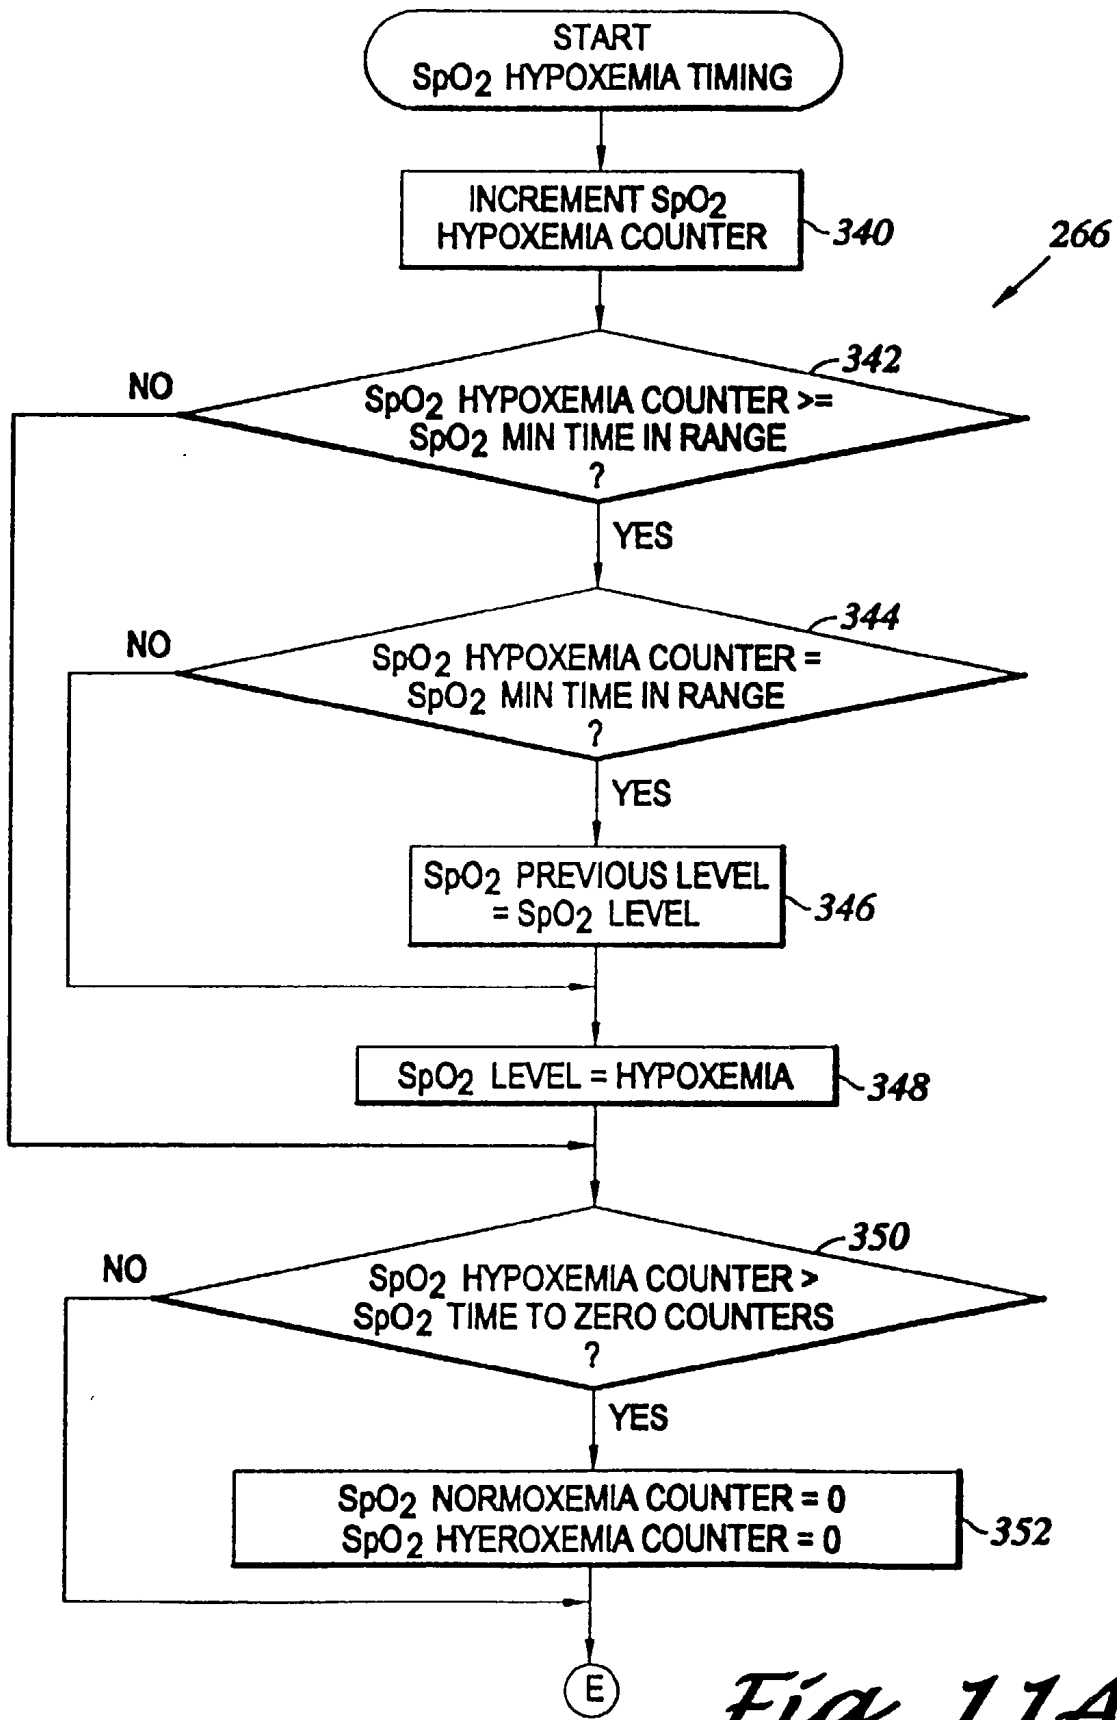 START
SpO2 HYPOXEMIA TIMING
INCREMENT SpO2
HYPOXEMIA COUNTER
340
266
342
NO
SpO2 HYPOXEMIA COUNTER >=
SpO2 MIN TIME IN RANGE
?
YES
344
NO
SpO2 HYPOXEMIA COUNTER =
SpO2 MIN TIME IN RANGE
?
YES
SpO2 PREVIOUS LEVEL
= SpO2 LEVEL
346
SpO2 LEVEL = HYPOXEMIA
348
350
NO
SpO2 HYPOXEMIA COUNTER >
SpO2 TIME TO ZERO COUNTERS
?
YES
SpO2 NORMOXEMIA COUNTER = 0
SpO2 HYEROXEMIA COUNTER = 0
352
E
Fig. 11A